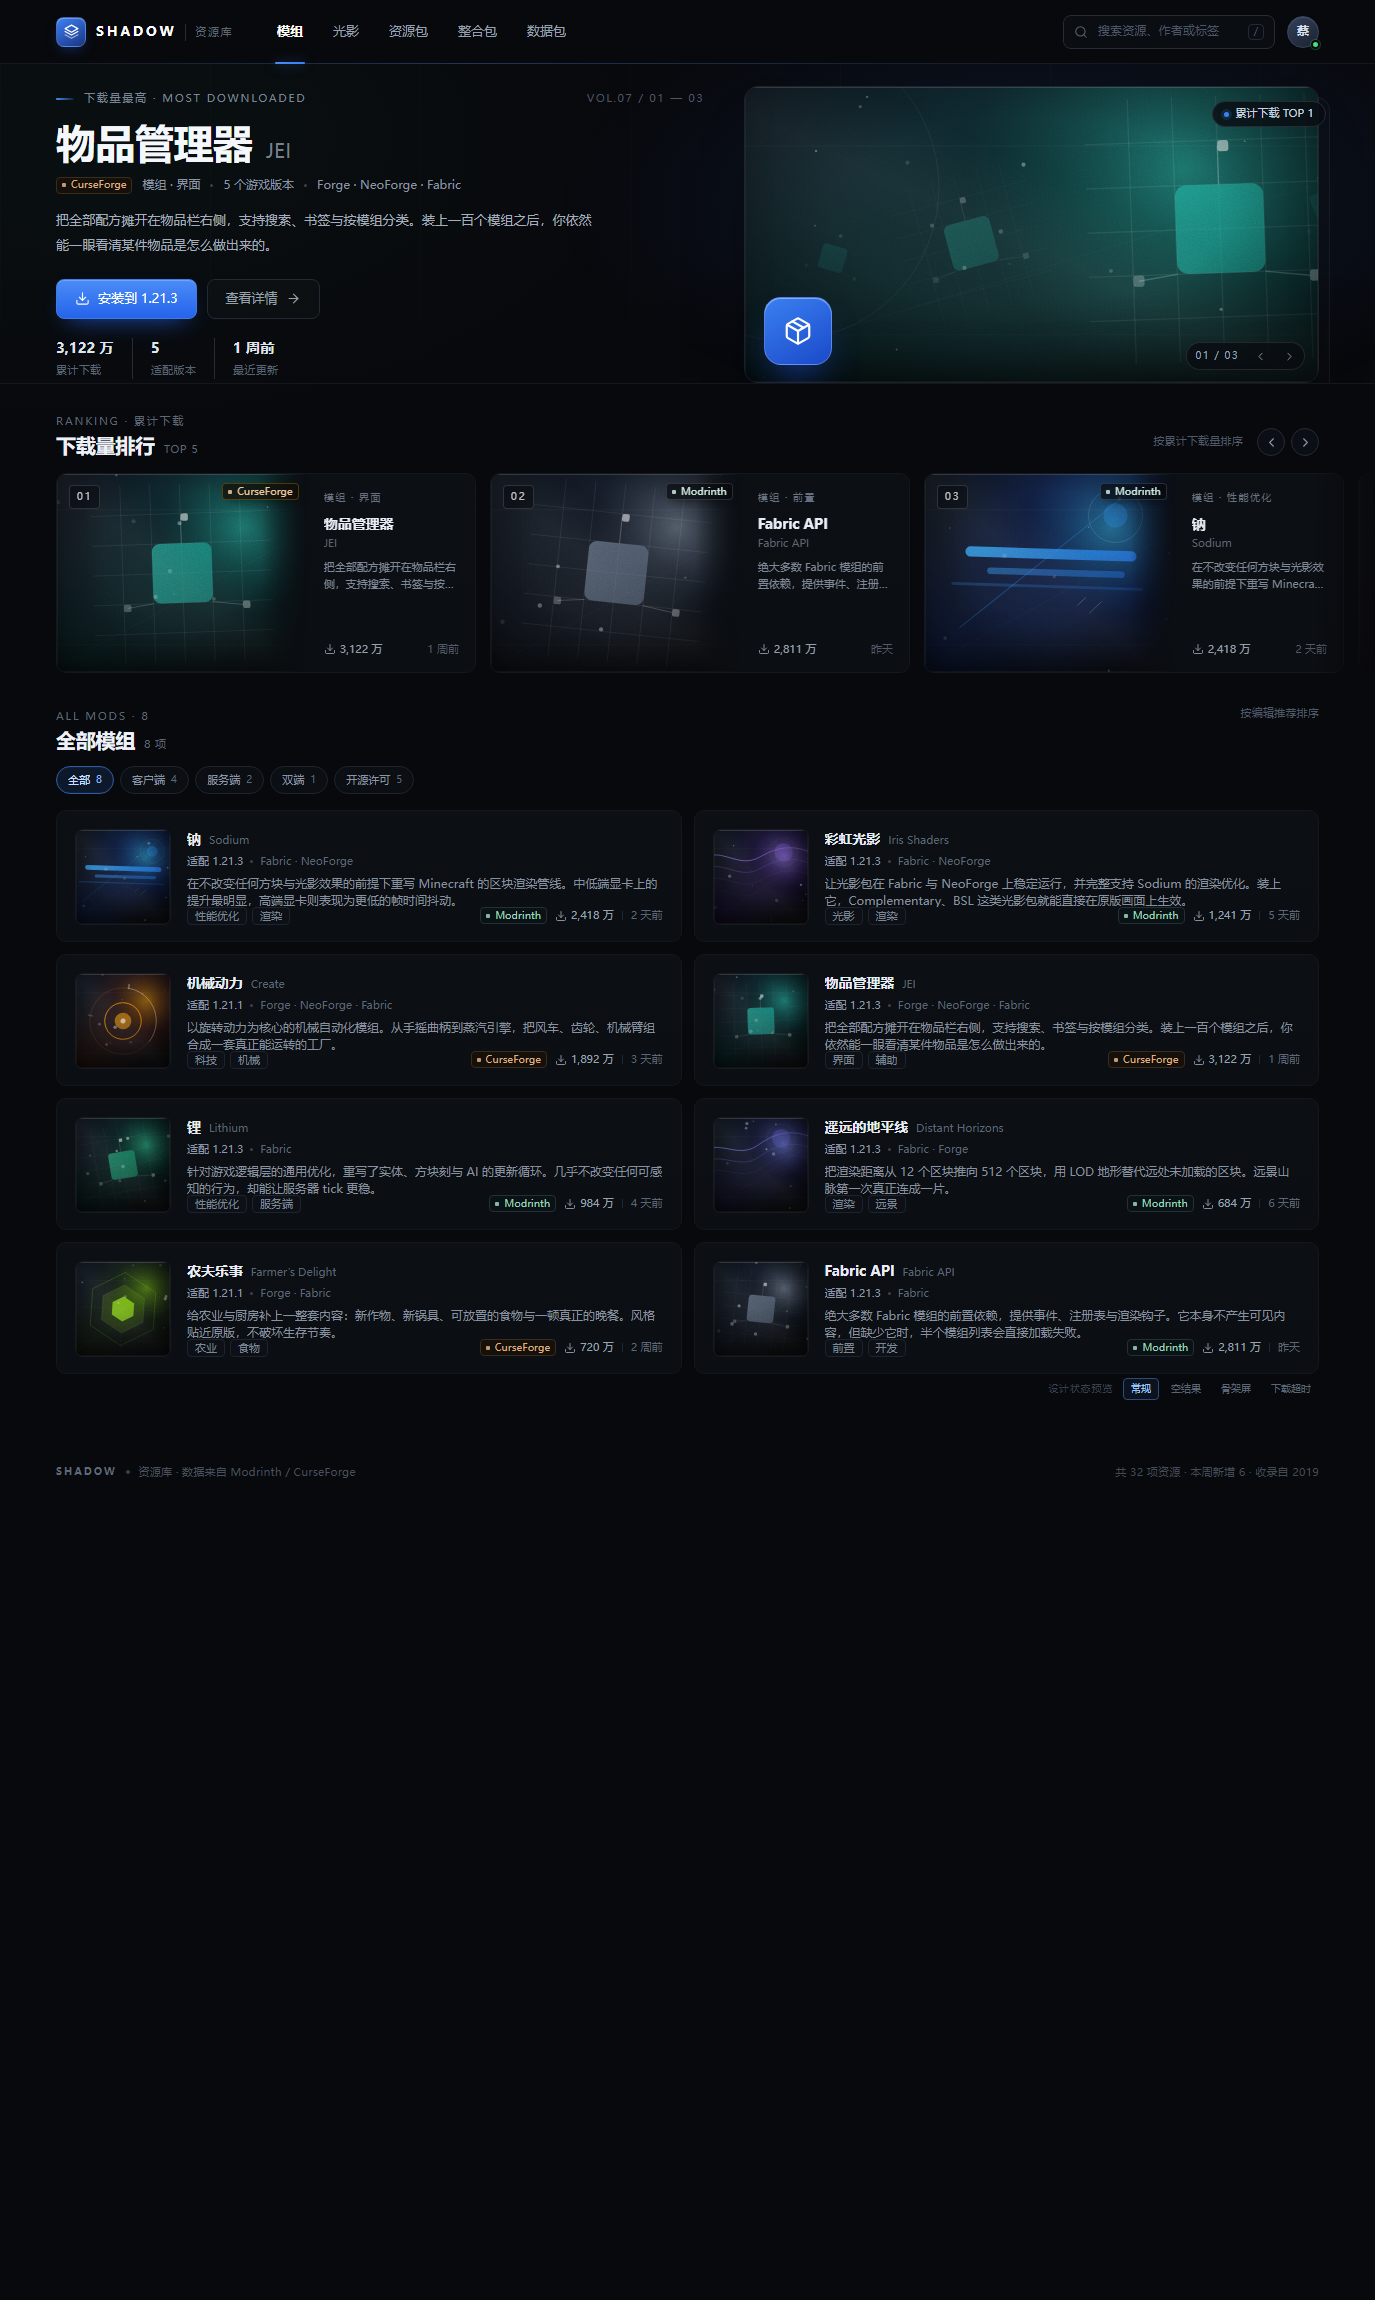 SHADOW 资源库 模组 光影 资源包 整合包 数据包 搜索资源、作者或标签 / 蔡
下载量最高 · MOST DOWNLOADED VOL.07 / 01 — 03
累计下载 TOP 1
物品管理器 JEI
CurseForge 模组 · 界面 • 5 个游戏版本 • Forge · NeoForge · Fabric
把全部配方摊开在物品栏右侧，支持搜索、书签与按模组分类。装上一百个模组之后，你依然
能一眼看清某件物品是怎么做出来的。
安装到 1.21.3 查看详情
3,122 万 5 1 周前
累计下载 适配版本 最近更新
01 / 03
RANKING · 累计下载
下载量排行 TOP 5 按累计下载量排序
01 CurseForge
模组 · 界面
物品管理器
JEI
把全部配方摊开在物品栏右
侧，支持搜索、书签与按...
3,122 万 1 周前
02 Modrinth
模组 · 前置
Fabric API
Fabric API
绝大多数 Fabric 模组的前
置依赖，提供事件、注册...
2,811 万 昨天
03 Modrinth
模组 · 性能优化
钠
Sodium
在不改变任何方块与光影效
果的前提下重写 Minecra...
2,418 万 2 天前
ALL MODS · 8 按编辑推荐排序
全部模组 8 项
全部 8 客户端 4 服务端 2 双端 1 开源许可 5
钠 Sodium
适配 1.21.3 • Fabric · NeoForge
在不改变任何方块与光影效果的前提下重写 Minecraft 的区块渲染管线。中低端显卡上的
提升最明显，高端显卡则表现为更低的帧时间抖动。
性能优化 渲染 Modrinth 2,418 万 2 天前
彩虹光影 Iris Shaders
适配 1.21.3 • Fabric · NeoForge
让光影包在 Fabric 与 NeoForge 上稳定运行，并完整支持 Sodium 的渲染优化。装上
它，Complementary、BSL 这类光影包就能直接在原版画面上生效。
光影 渲染 Modrinth 1,241 万 5 天前
机械动力 Create
适配 1.21.1 • Forge · NeoForge · Fabric
以旋转动力为核心的机械自动化模组。从手摇曲柄到蒸汽引擎，把风车、齿轮、机械臂组
合成一套真正能运转的工厂。
科技 机械 CurseForge 1,892 万 3 天前
物品管理器 JEI
适配 1.21.3 • Forge · NeoForge · Fabric
把全部配方摊开在物品栏右侧，支持搜索、书签与按模组分类。装上一百个模组之后，你
依然能一眼看清某件物品是怎么做出来的。
界面 辅助 CurseForge 3,122 万 1 周前
锂 Lithium
适配 1.21.3 • Fabric
针对游戏逻辑层的通用优化，重写了实体、方块刻与 AI 的更新循环。几乎不改变任何可感
知的行为，却能让服务器 tick 更稳。
性能优化 服务端 Modrinth 984 万 4 天前
遥远的地平线 Distant Horizons
适配 1.21.3 • Fabric · Forge
把渲染距离从 12 个区块推向 512 个区块，用 LOD 地形替代远处未加载的区块。远景山
脉第一次真正连成一片。
渲染 远景 Modrinth 684 万 6 天前
农夫乐事 Farmer's Delight
适配 1.21.1 • Forge · Fabric
给农业与厨房补上一整套内容：新作物、新锅具、可放置的食物与一顿真正的晚餐。风格
贴近原版，不破坏生存节奏。
农业 食物 CurseForge 720 万 2 周前
Fabric API Fabric API
适配 1.21.3 • Fabric
绝大多数 Fabric 模组的前置依赖，提供事件、注册表与渲染钩子。它本身不产生可见内
容，但缺少它时，半个模组列表会直接加载失败。
前置 开发 Modrinth 2,811 万 昨天
设计状态预览 常规 空结果 骨架屏 下载超时
SHADOW • 资源库 · 数据来自 Modrinth / CurseForge 共 32 项资源 · 本周新增 6 · 收录自 2019